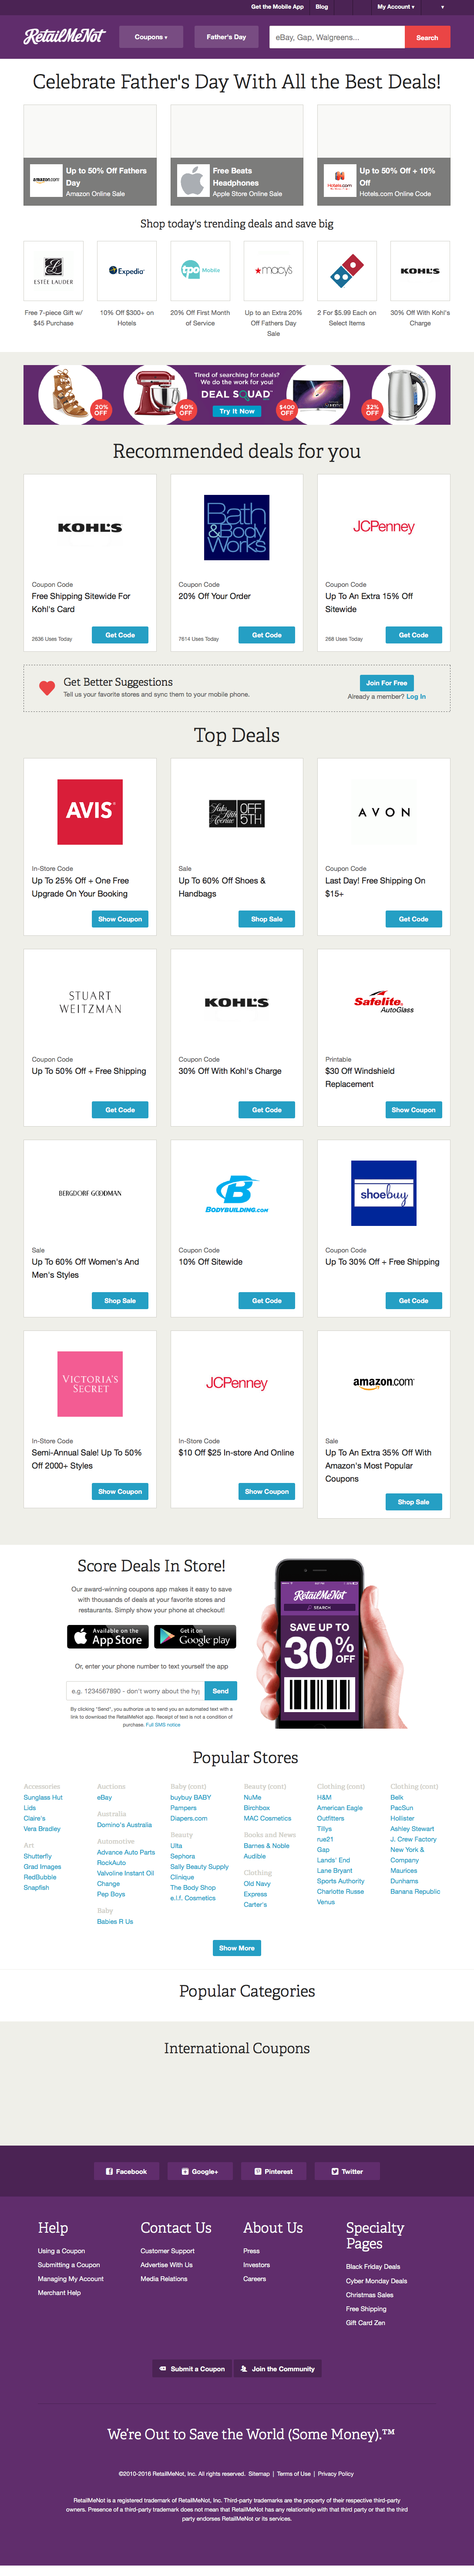 Get the Mobile App Blog My Account ▾ ▾
RetailMeNot Coupons ▾ Father's Day eBay, Gap, Walgreens... Search
Celebrate Father's Day With All the Best Deals!
amazon.com
Up to 50% Off Fathers
Day
Amazon Online Sale
Free Beats
Headphones
Apple Store Online Sale
Hotels.com
Up to 50% Off + 10%
Off
Hotels.com Online Code
Shop today's trending deals and save big
ESTĒE LAUDER
Expedia
tpo Mobile
★macy's
KOHL'S
Free 7-piece Gift w/
$45 Purchase
10% Off $300+ on
Hotels
20% Off First Month
of Service
Up to an Extra 20%
Off Fathers Day
Sale
2 For $5.99 Each on
Select Items
30% Off With Kohl's
Charge
20% OFF
40% OFF
Tired of searching for deals?
We do the work for you!
DEAL SQUAD
Try It Now
$400 OFF
32% OFF
Recommended deals for you
KOHL'S
Coupon Code
Free Shipping Sitewide For
Kohl's Card
2636 Uses Today Get Code
Bath
& Body
Works
Coupon Code
20% Off Your Order
7614 Uses Today Get Code
JCPenney
Coupon Code
Up To An Extra 15% Off
Sitewide
268 Uses Today Get Code
Get Better Suggestions
Tell us your favorite stores and sync them to your mobile phone.
Join For Free
Already a member? Log In
Top Deals
AVIS
In-Store Code
Up To 25% Off + One Free
Upgrade On Your Booking
Show Coupon
Saks Fifth Avenue OFF 5TH
Sale
Up To 60% Off Shoes &
Handbags
Shop Sale
AVON
Coupon Code
Last Day! Free Shipping On
$15+
Get Code
STUART
WEITZMAN
Coupon Code
Up To 50% Off + Free Shipping
Get Code
KOHL'S
Coupon Code
30% Off With Kohl's Charge
Get Code
Safelite.
AutoGlass
Printable
$30 Off Windshield
Replacement
Show Coupon
BERGDORF GOODMAN
Sale
Up To 60% Off Women's And
Men's Styles
Shop Sale
B
BODYBUILDING.COM
Coupon Code
10% Off Sitewide
Get Code
shoebuy
Coupon Code
Up To 30% Off + Free Shipping
Get Code
VICTORIA'S
SECRET
In-Store Code
Semi-Annual Sale! Up To 50%
Off 2000+ Styles
Show Coupon
JCPenney
In-Store Code
$10 Off $25 In-store And Online
Show Coupon
amazon.com
Sale
Up To An Extra 35% Off With
Amazon's Most Popular
Coupons
Shop Sale
Score Deals In Store!
Our award-winning coupons app makes it easy to save
with thousands of deals at your favorite stores and
restaurants. Simply show your phone at checkout!
Available on the
App Store
Get it on
Google play
Or, enter your phone number to text yourself the app
e.g. 1234567890 - don't worry about the hyp Send
By clicking "Send", you authorize us to send you an automated text with a
link to download the RetailMeNot app. Receipt of text is not a condition of
purchase. Full SMS notice
RetailMeNot
SEARCH
SAVE UP TO
30% OFF
Popular Stores
Accessories
Sunglass Hut
Lids
Claire's
Vera Bradley
Art
Shutterfly
Grad Images
RedBubble
Snapfish
Auctions
eBay
Australia
Domino's Australia
Automotive
Advance Auto Parts
RockAuto
Valvoline Instant Oil
Change
Pep Boys
Baby
Babies R Us
Baby (cont)
buybuy BABY
Pampers
Diapers.com
Beauty
Ulta
Sephora
Sally Beauty Supply
Clinique
The Body Shop
e.l.f. Cosmetics
Beauty (cont)
NuMe
Birchbox
MAC Cosmetics
Books and News
Barnes & Noble
Audible
Clothing
Old Navy
Express
Carter's
Clothing (cont)
H&M
American Eagle
Outfitters
Tillys
rue21
Gap
Lands' End
Lane Bryant
Sports Authority
Charlotte Russe
Venus
Clothing (cont)
Belk
PacSun
Hollister
Ashley Stewart
J. Crew Factory
New York &
Company
Maurices
Dunhams
Banana Republic
Show More
Popular Categories
International Coupons
Facebook Google+ Pinterest Twitter
Help
Using a Coupon
Submitting a Coupon
Managing My Account
Merchant Help
Contact Us
Customer Support
Advertise With Us
Media Relations
About Us
Press
Investors
Careers
Specialty
Pages
Black Friday Deals
Cyber Monday Deals
Christmas Sales
Free Shipping
Gift Card Zen
Submit a Coupon Join the Community
We're Out to Save the World (Some Money).™
©2010-2016 RetailMeNot, Inc. All rights reserved. Sitemap | Terms of Use | Privacy Policy
RetailMeNot is a registered trademark of RetailMeNot, Inc. Third-party trademarks are the property of their respective third-party
owners. Presence of a third-party trademark does not mean that RetailMeNot has any relationship with that third party or that the third
party endorses RetailMeNot or its services.